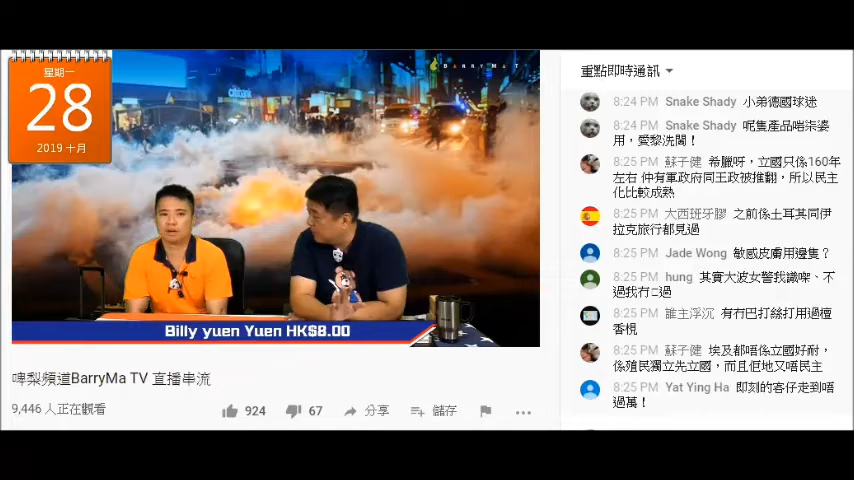 星期一
28
2019 十月
citibank
BARRYMA T
Billy yuen Yuen HK$8.00
啤梨頻道BarryMa TV 直播串流
9,446 人正在觀看
924
67
分享
儲存
重點即時通訊
8:24 PM Snake Shady 小弟德國球迷
8:24 PM Snake Shady 呢隻產品啱柒婆
用，愛黎洗閪！
8:25 PM 蘇子健 希臘呀，立國只係160年
左右 仲有軍政府同王政被推翻，所以民主
化比較成熟
8:25 PM 大西班牙膠 之前係土耳其同伊
拉克旅行都見過
8:25 PM Jade Wong 敏感皮膚用邊隻？
8:25 PM hung 其實大波女警我識㗎、不
過我冇□過
8:25 PM 誰主浮沉 有冇巴打絲打用過檀
香梘
8:25 PM 蘇子健 埃及都唔係立國好耐，
係殖民獨立先立國，而且佢地又唔民主
8:25 PM Yat Ying Ha 即刻的客仔走到唔
過萬！